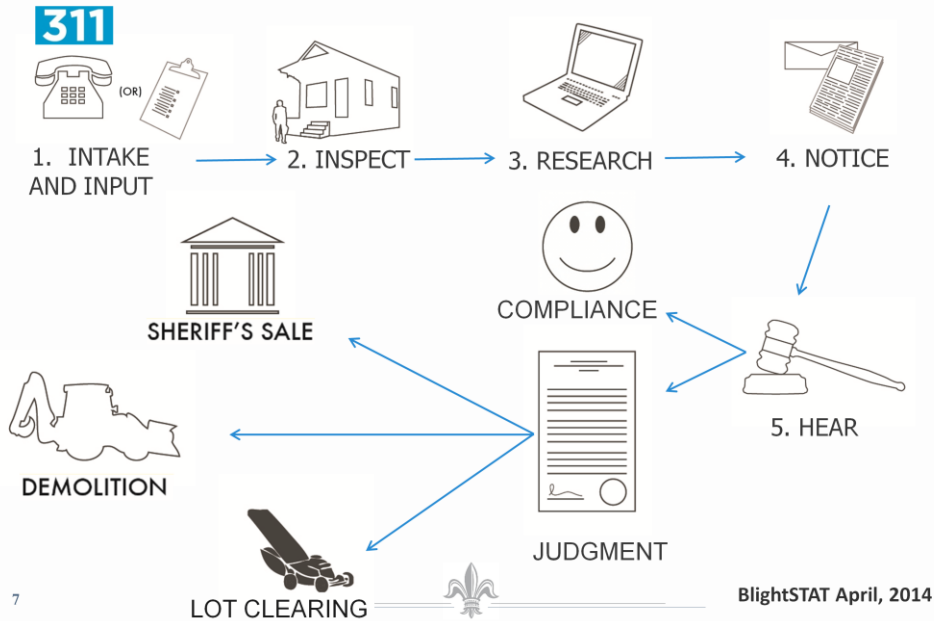 311
(OR)
1. INTAKE
AND INPUT
2. INSPECT
3. RESEARCH
4. NOTICE
COMPLIANCE
SHERIFF'S SALE
5. HEAR
DEMOLITION
JUDGMENT
LOT CLEARING
7
BlightSTAT April, 2014